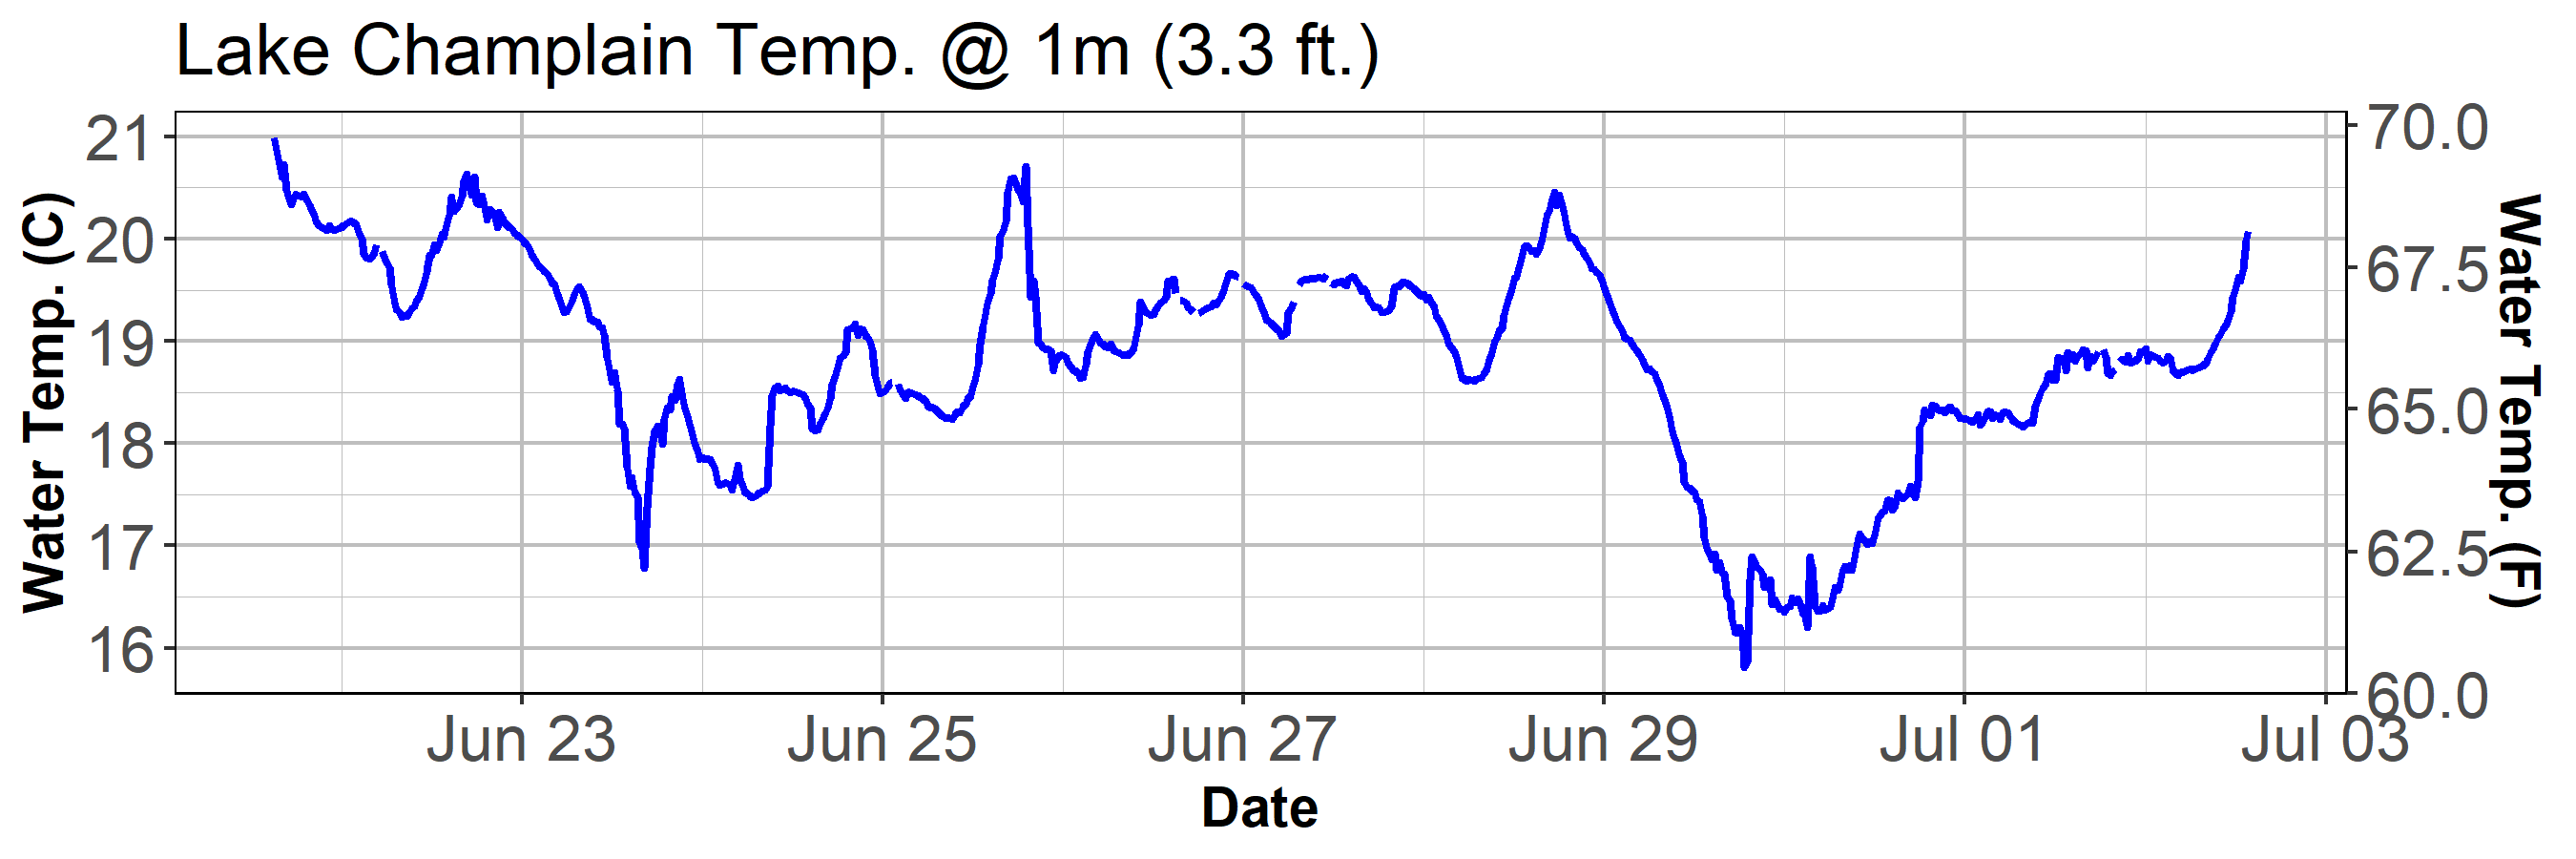 Lake Champlain Temp. @ 1m (3.3 ft.)
Water Temp. (C)
21
20
19
18
17
16
70.0
67.5
65.0
62.5
60.0
Water Temp. (F)
Jun 23 Jun 25 Jun 27 Jun 29 Jul 01 Jul 03
Date